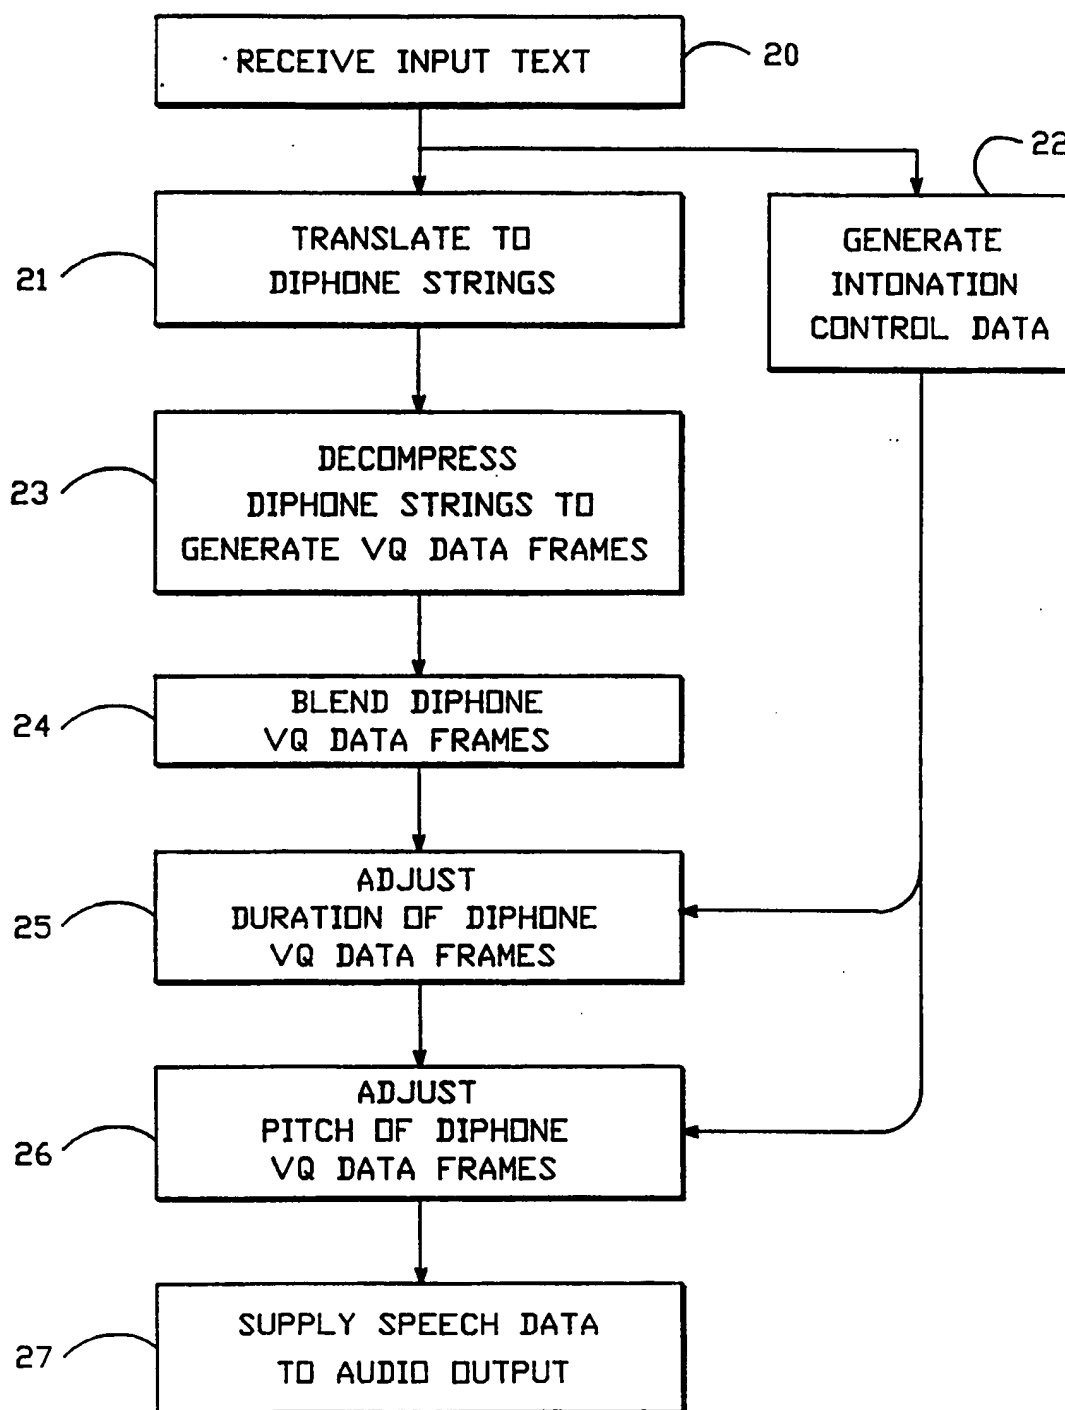 RECEIVE INPUT TEXT
20
22
TRANSLATE TO
DIPHONE STRINGS
21
GENERATE
INTONATION
CONTROL DATA
DECOMPRESS
DIPHONE STRINGS TO
GENERATE VQ DATA FRAMES
23
BLEND DIPHONE
VQ DATA FRAMES
24
ADJUST
DURATION OF DIPHONE
VQ DATA FRAMES
25
ADJUST
PITCH OF DIPHONE
VQ DATA FRAMES
26
SUPPLY SPEECH DATA
TO AUDIO OUTPUT
27